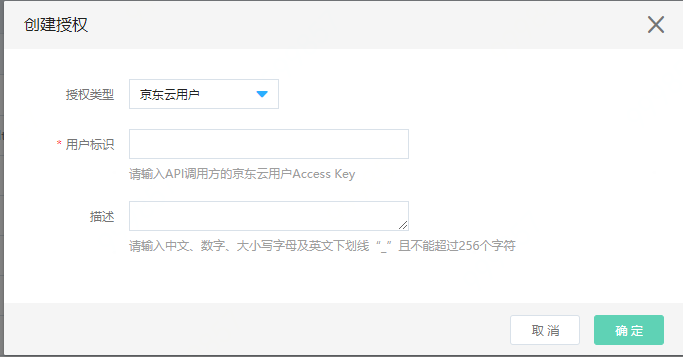 创建授权
授权类型 京东云用户
* 用户标识
请输入API调用方的京东云用户Access Key
描述
请输入中文、数字、大小写字母及英文下划线“_”且不能超过256个字符
取消 确定